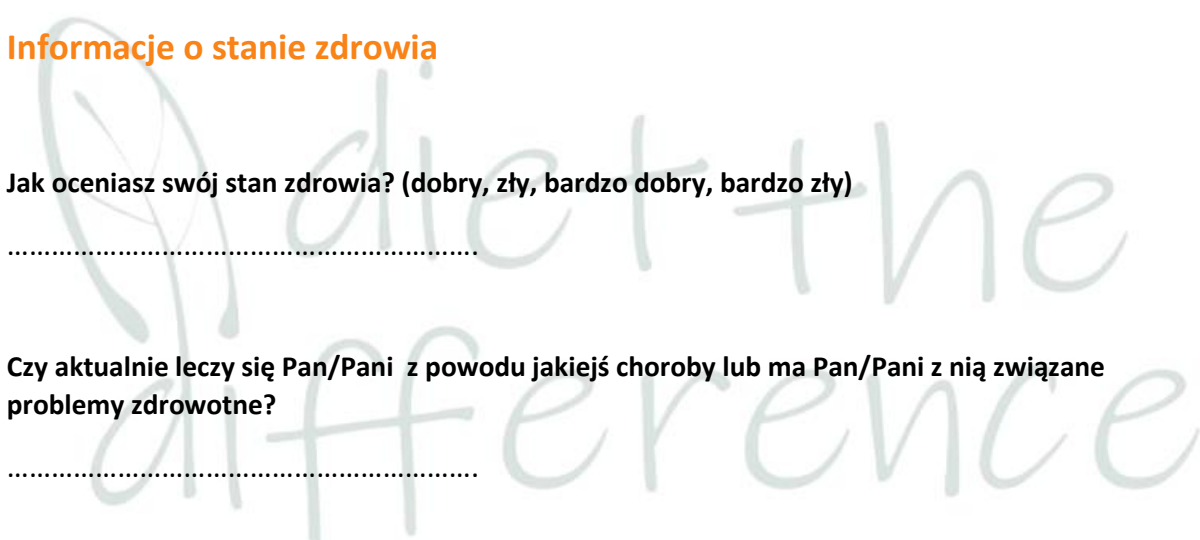 Informacje o stanie zdrowia
diet the
Jak oceniasz swój stan zdrowia? (dobry, zły, bardzo dobry, bardzo zły)
……………………………………………………….
Czy aktualnie leczy się Pan/Pani  z powodu jakiejś choroby lub ma Pan/Pani z nią związane
problemy zdrowotne?
difference
……………………………………………………….